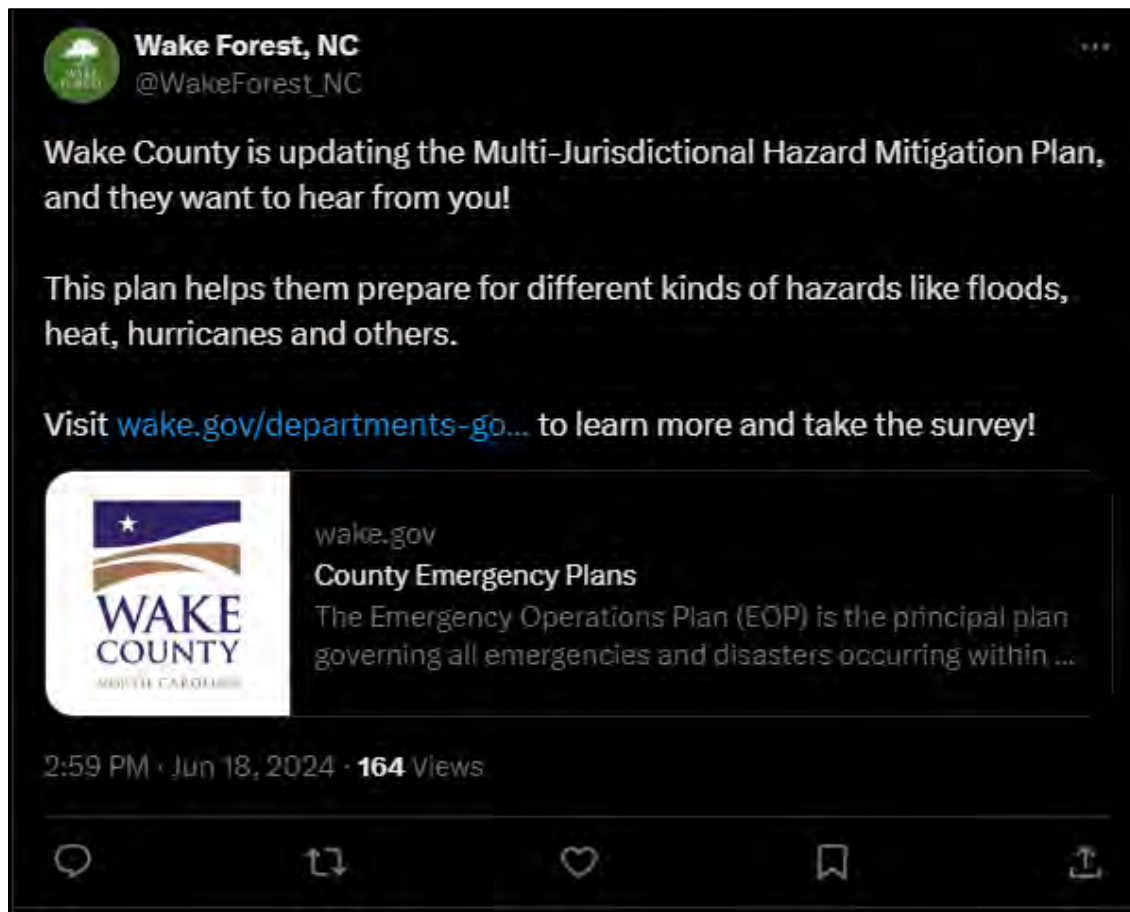 Wake Forest, NC
@WakeForest_NC
Wake County is updating the Multi-Jurisdictional Hazard Mitigation Plan,
and they want to hear from you!
This plan helps them prepare for different kinds of hazards like floods,
heat, hurricanes and others.
Visit wake.gov/departments-go... to learn more and take the survey!
WAKE
COUNTY
NORTH CAROLINA
wake.gov
County Emergency Plans
The Emergency Operations Plan (EOP) is the principal plan
governing all emergencies and disasters occurring within ...
2:59 PM · Jun 18, 2024 · 164 Views